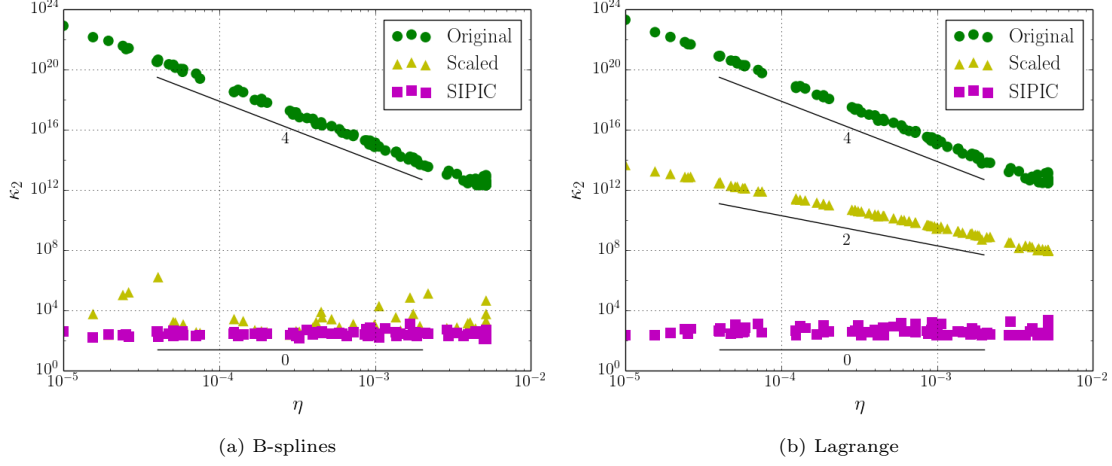 10^24
10^20
10^16
10^12
10^8
10^4
10^0
κ₂
Original
Scaled
SIPIC
4
0
10^-5
10^-4
10^-3
10^-2
η
(a) B-splines
10^24
10^20
10^16
10^12
10^8
10^4
10^0
κ₂
Original
Scaled
SIPIC
4
2
0
10^-5
10^-4
10^-3
10^-2
η
(b) Lagrange